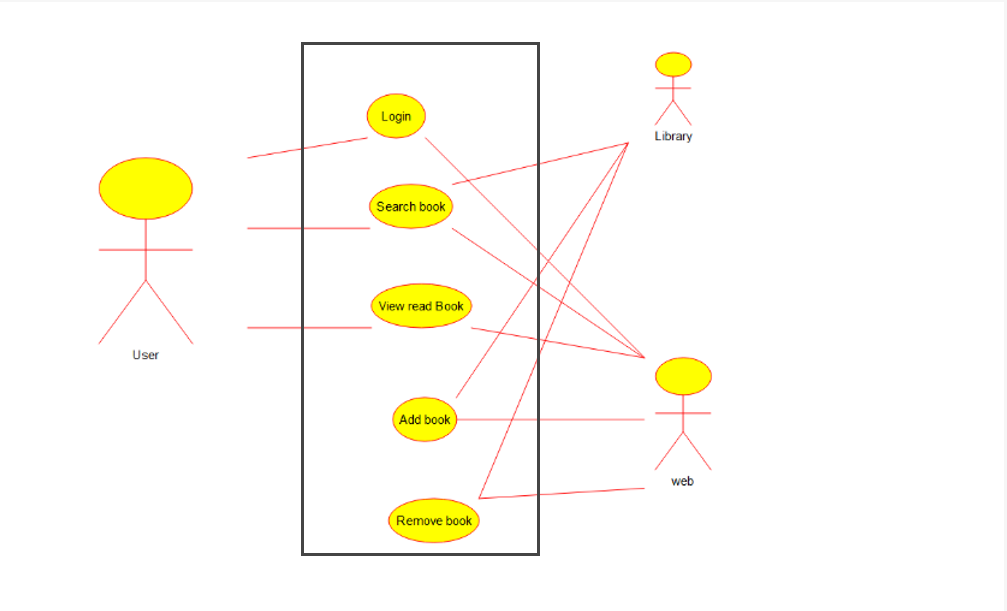 Login
Library
Search book
View read Book
User
Add book
web
Remove book